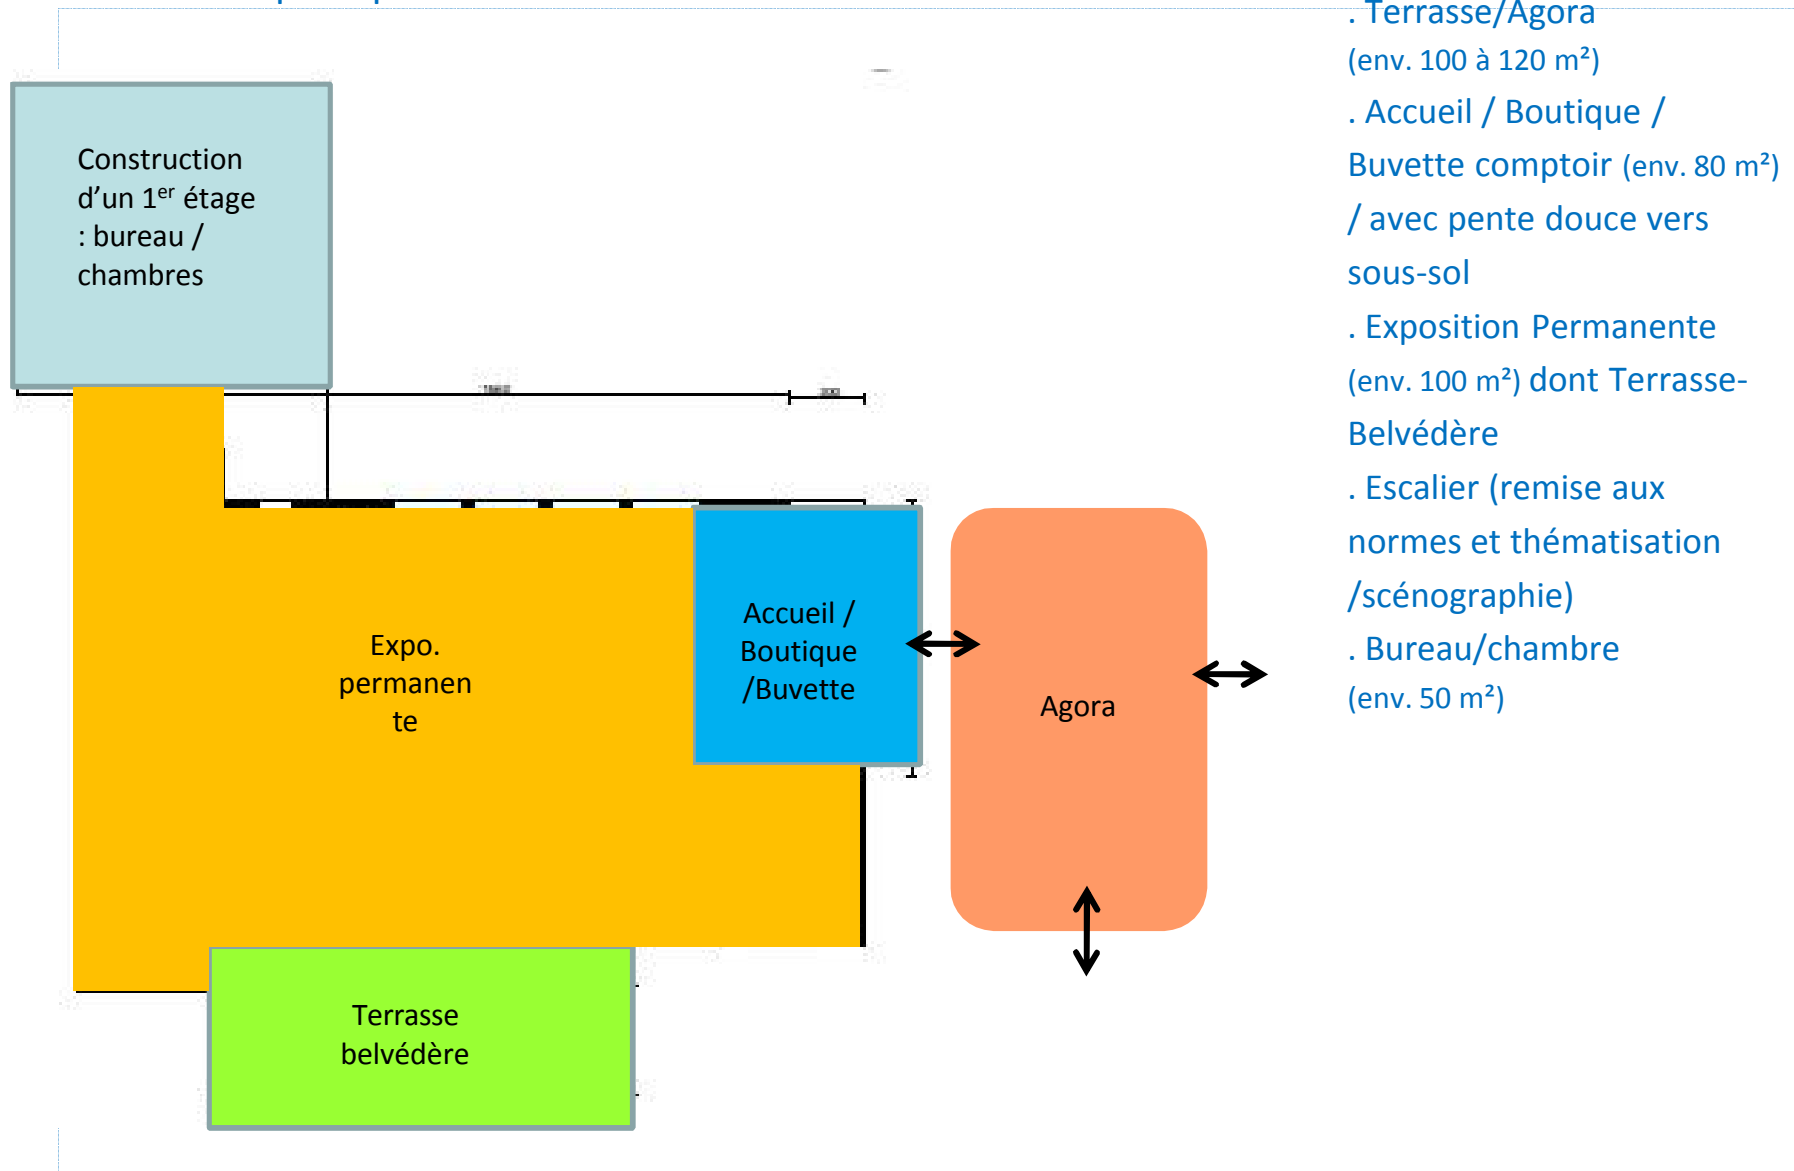 . Terrasse/Agora
(env. 100 à 120 m²)
. Accueil / Boutique /
Buvette comptoir (env. 80 m²)
/ avec pente douce vers
sous-sol
. Exposition Permanente
(env. 100 m²) dont Terrasse-
Belvédère
. Escalier (remise aux
normes et thématisation
/scénographie)
. Bureau/chambre
(env. 50 m²)
Construction
d’un 1er étage
: bureau /
chambres
Expo.
permanen
te
Accueil /
Boutique
/Buvette
Agora
Terrasse
belvédère